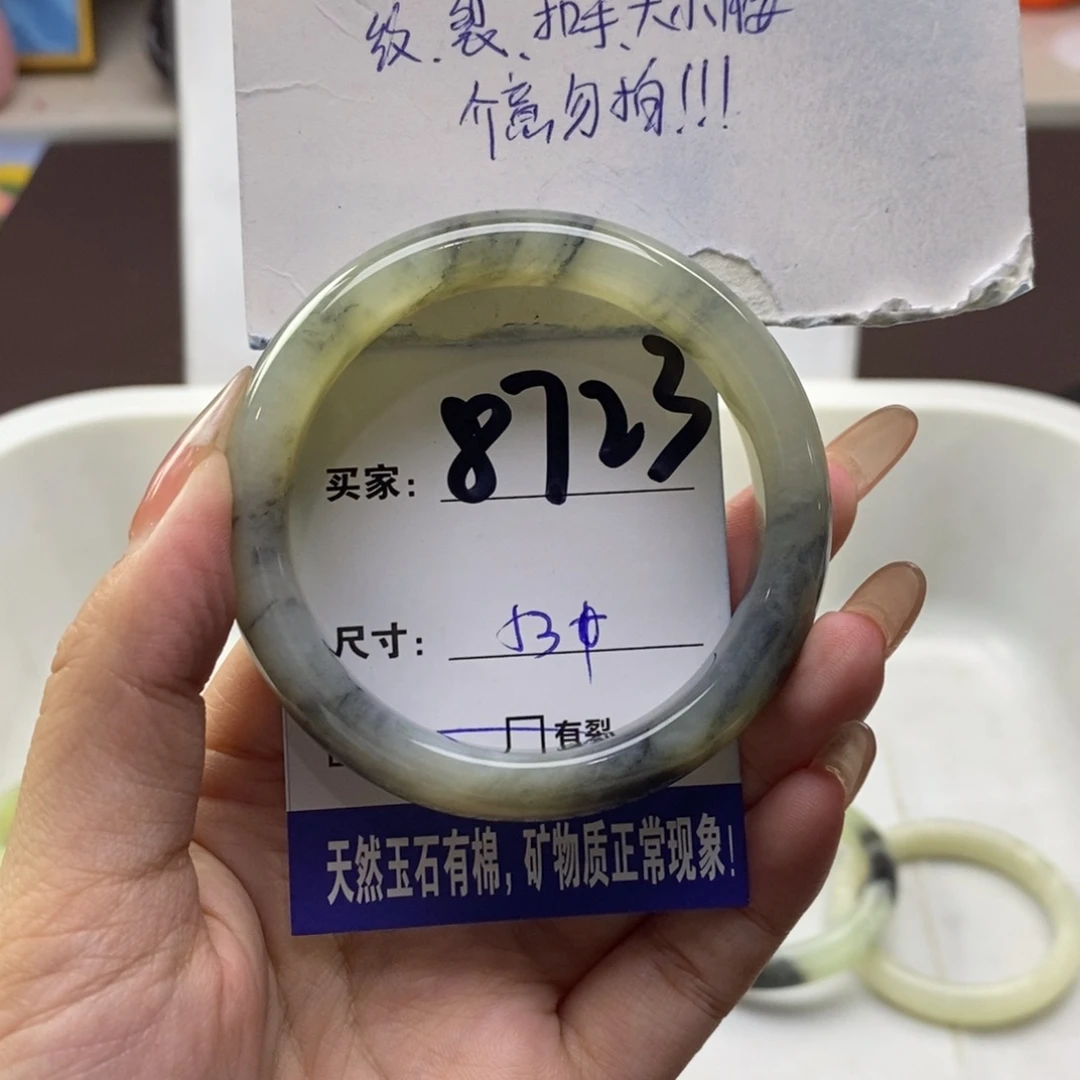 纹.裂、扣手、大小腰
介意勿拍!!!
买家: 8723
尺寸: 53
有裂
天然玉石有棉,矿物质正常现象!